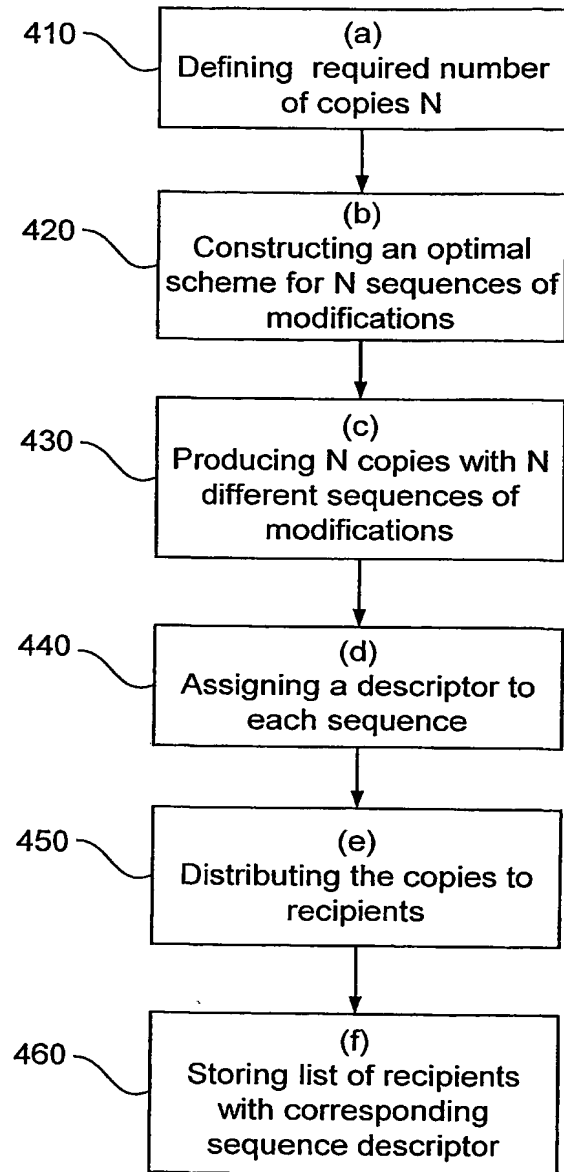 410
(a)
Defining required number
of copies N
420
(b)
Constructing an optimal
scheme for N sequences of
modifications
430
(c)
Producing N copies with N
different sequences of
modifications
440
(d)
Assigning a descriptor to
each sequence
450
(e)
Distributing the copies to
recipients
460
(f)
Storing list of recipients
with corresponding
sequence descriptor